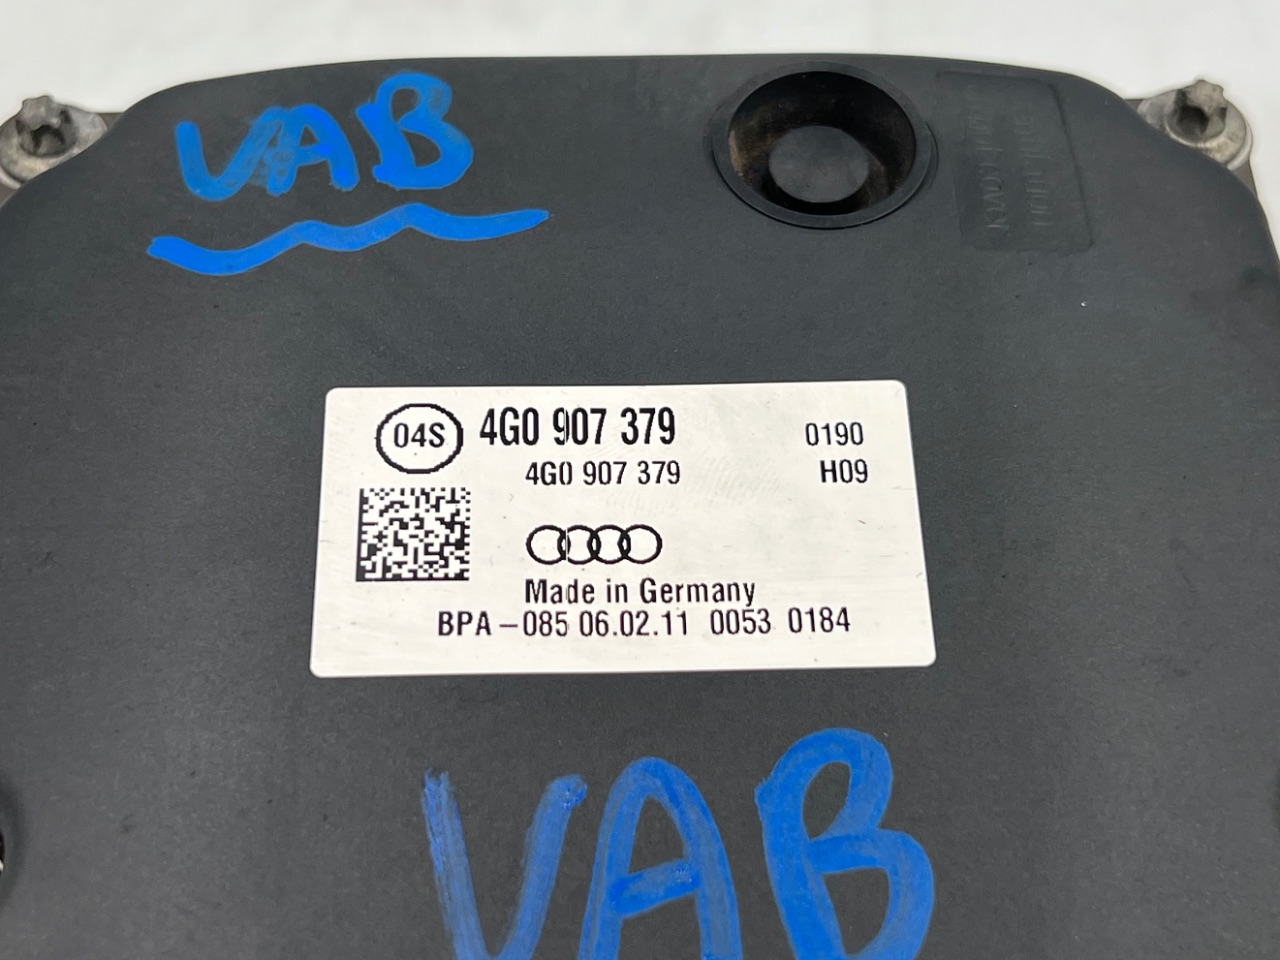 VAB
04S 4G0 907 379 0190
4G0 907 379 H09
Made in Germany
BPA-085 06.02.11 0053 0184
VAB